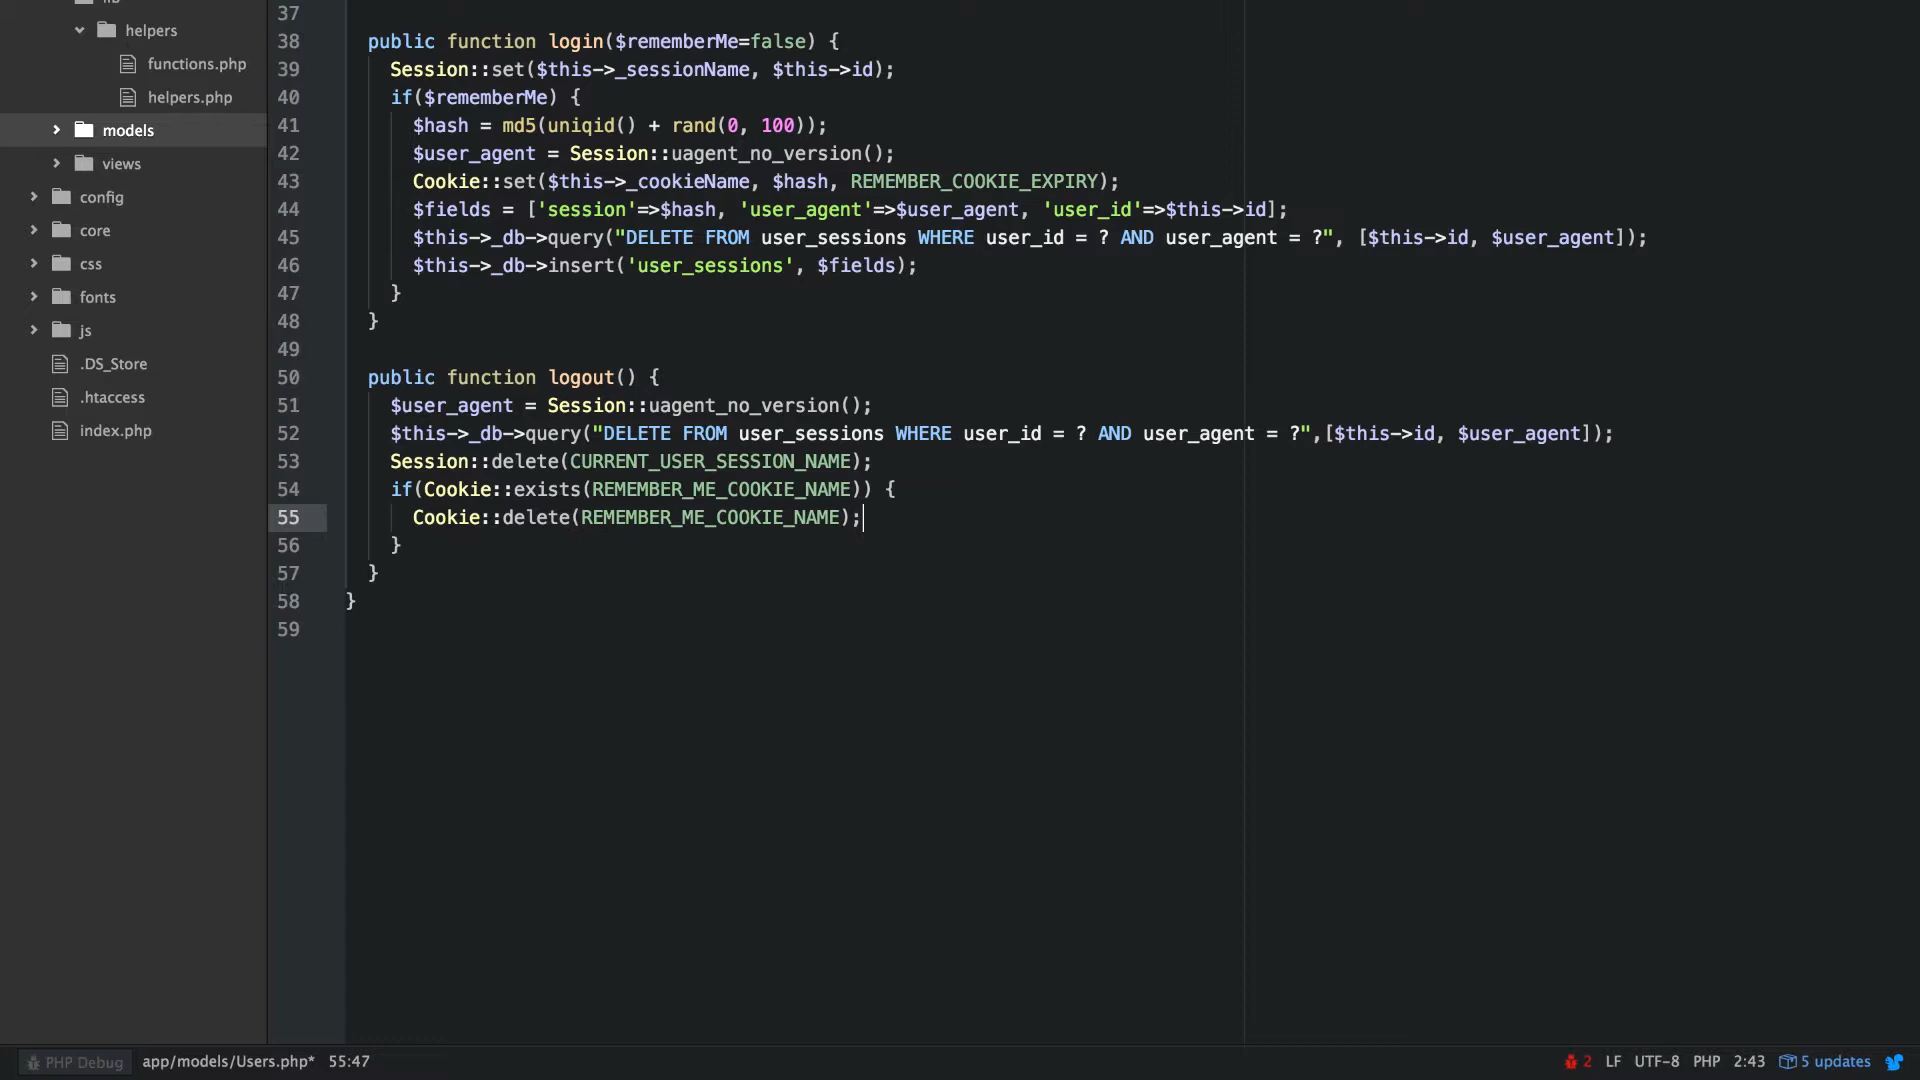 lib
helpers
functions.php
helpers.php
models
views
config
core
css
fonts
js
.DS_Store
.htaccess
index.php
37
38 public function login($rememberMe=false) {
39 Session::set($this->_sessionName, $this->id);
40 if($rememberMe) {
41 $hash = md5(uniqid() + rand(0, 100));
42 $user_agent = Session::uagent_no_version();
43 Cookie::set($this->_cookieName, $hash, REMEMBER_COOKIE_EXPIRY);
44 $fields = ['session'=>$hash, 'user_agent'=>$user_agent, 'user_id'=>$this->id];
45 $this->_db->query("DELETE FROM user_sessions WHERE user_id = ? AND user_agent = ?", [$this->id, $user_agent]);
46 $this->_db->insert('user_sessions', $fields);
47 }
48 }
49
50 public function logout() {
51 $user_agent = Session::uagent_no_version();
52 $this->_db->query("DELETE FROM user_sessions WHERE user_id = ? AND user_agent = ?",[$this->id, $user_agent]);
53 Session::delete(CURRENT_USER_SESSION_NAME);
54 if(Cookie::exists(REMEMBER_ME_COOKIE_NAME)) {
55 Cookie::delete(REMEMBER_ME_COOKIE_NAME);
56 }
57 }
58 }
59
PHP Debug app/models/Users.php* 55:47 2 LF UTF-8 PHP 2:43 5 updates